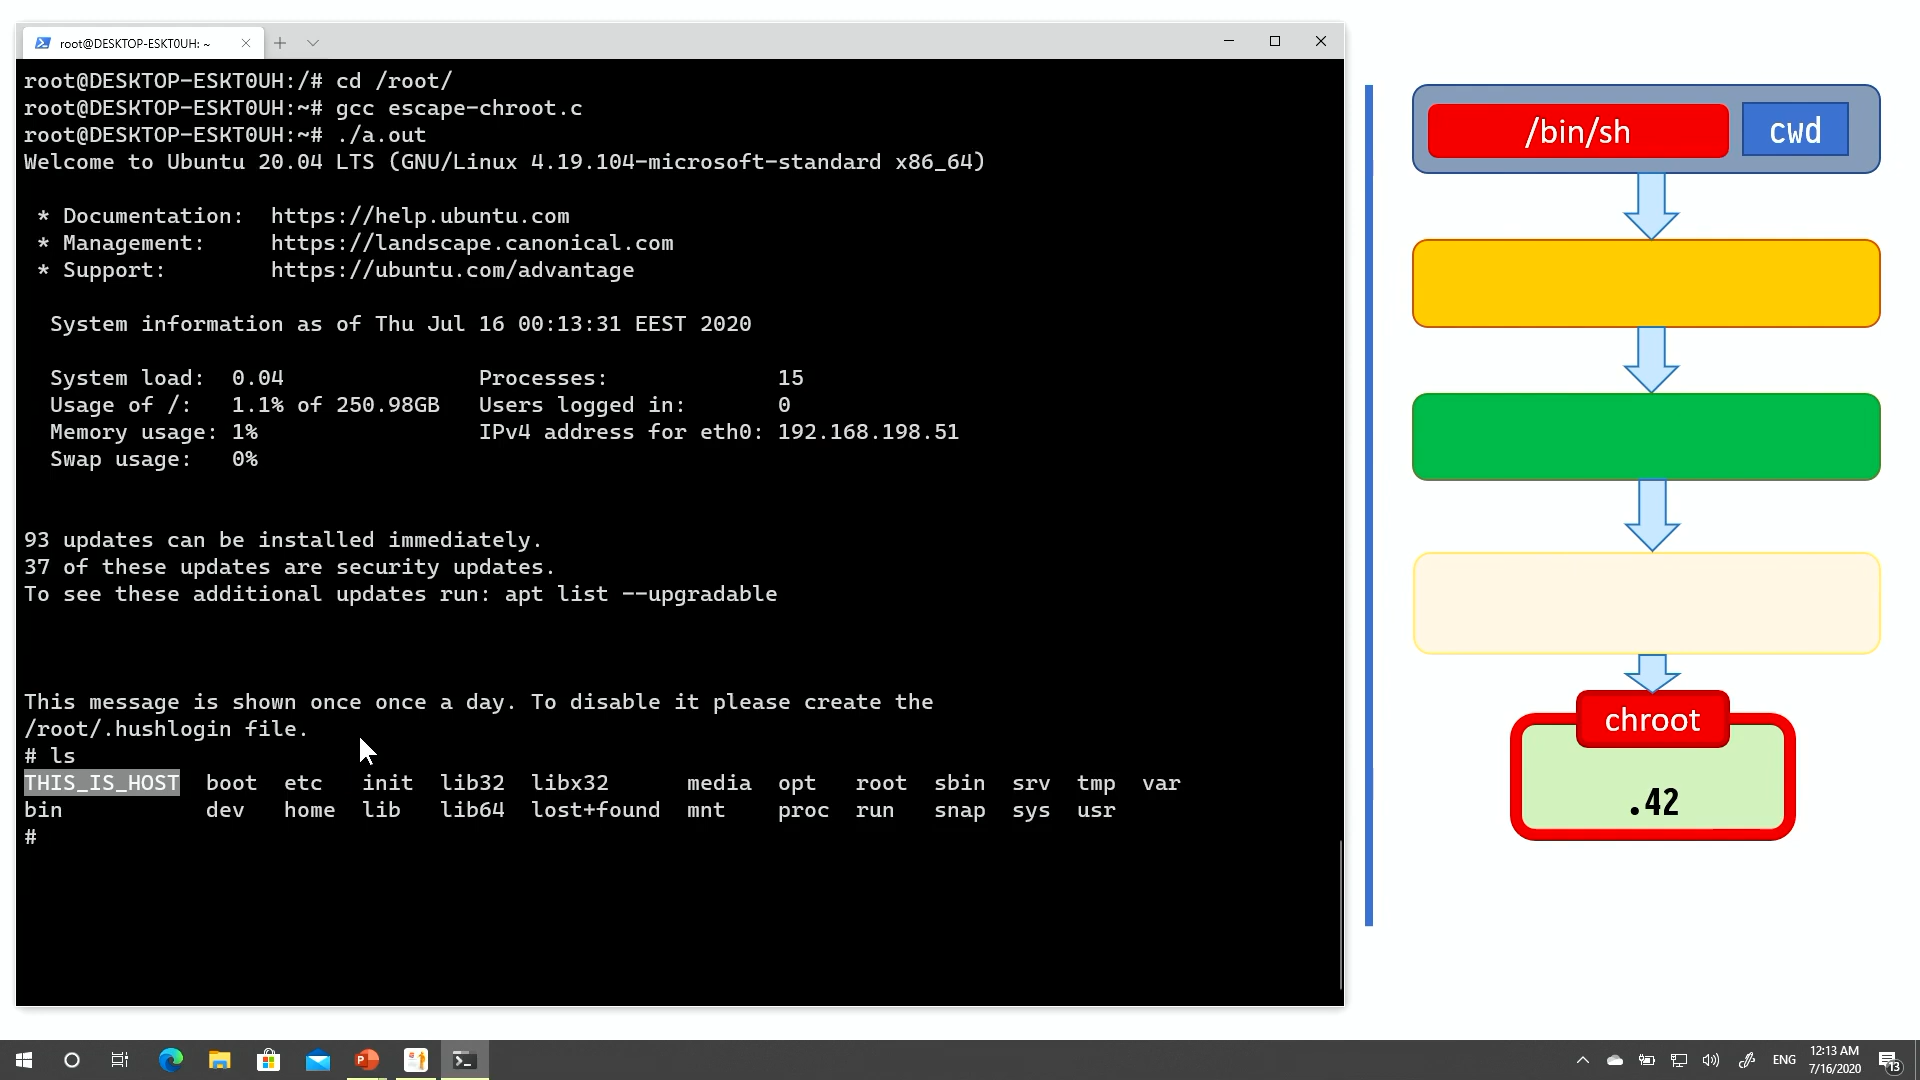 root@DESKTOP-ESKT0UH: ~
root@DESKTOP-ESKT0UH:/# cd /root/
root@DESKTOP-ESKT0UH:~# gcc escape-chroot.c
root@DESKTOP-ESKT0UH:~# ./a.out
Welcome to Ubuntu 20.04 LTS (GNU/Linux 4.19.104-microsoft-standard x86_64)
* Documentation: https://help.ubuntu.com
* Management: https://landscape.canonical.com
* Support: https://ubuntu.com/advantage
System information as of Thu Jul 16 00:13:31 EEST 2020
System load: 0.04 Processes: 15
Usage of /: 1.1% of 250.98GB Users logged in: 0
Memory usage: 1% IPv4 address for eth0: 192.168.198.51
Swap usage: 0%
93 updates can be installed immediately.
37 of these updates are security updates.
To see these additional updates run: apt list --upgradable
This message is shown once once a day. To disable it please create the
/root/.hushlogin file.
# ls
THIS_IS_HOST boot etc init lib32 libx32 media opt root sbin srv tmp var
bin dev home lib lib64 lost+found mnt proc run snap sys usr
#
/bin/sh cwd
chroot
.42
ENG
12:13 AM
7/16/2020
13